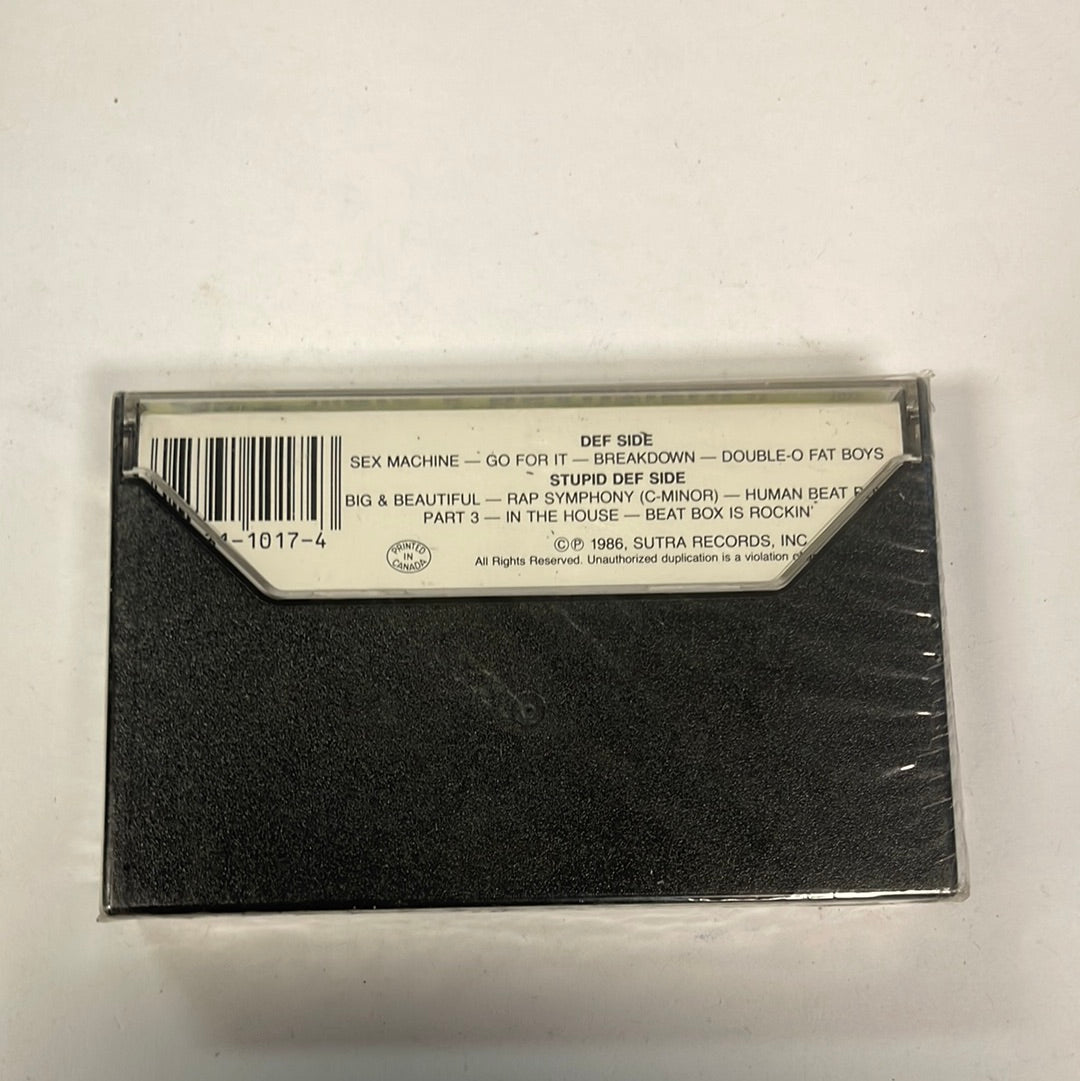 DEF SIDE
SEX MACHINE — GO FOR IT — BREAKDOWN — DOUBLE-O FAT BOYS
STUPID DEF SIDE
BIG & BEAUTIFUL — RAP SYMPHONY (C-MINOR) — HUMAN BEAT
PART 3 — IN THE HOUSE — BEAT BOX IS ROCKIN'
-1017-4
PRINTED
IN
CANADA
©℗ 1986, SUTRA RECORDS, INC
All Rights Reserved. Unauthorized duplication is a violation